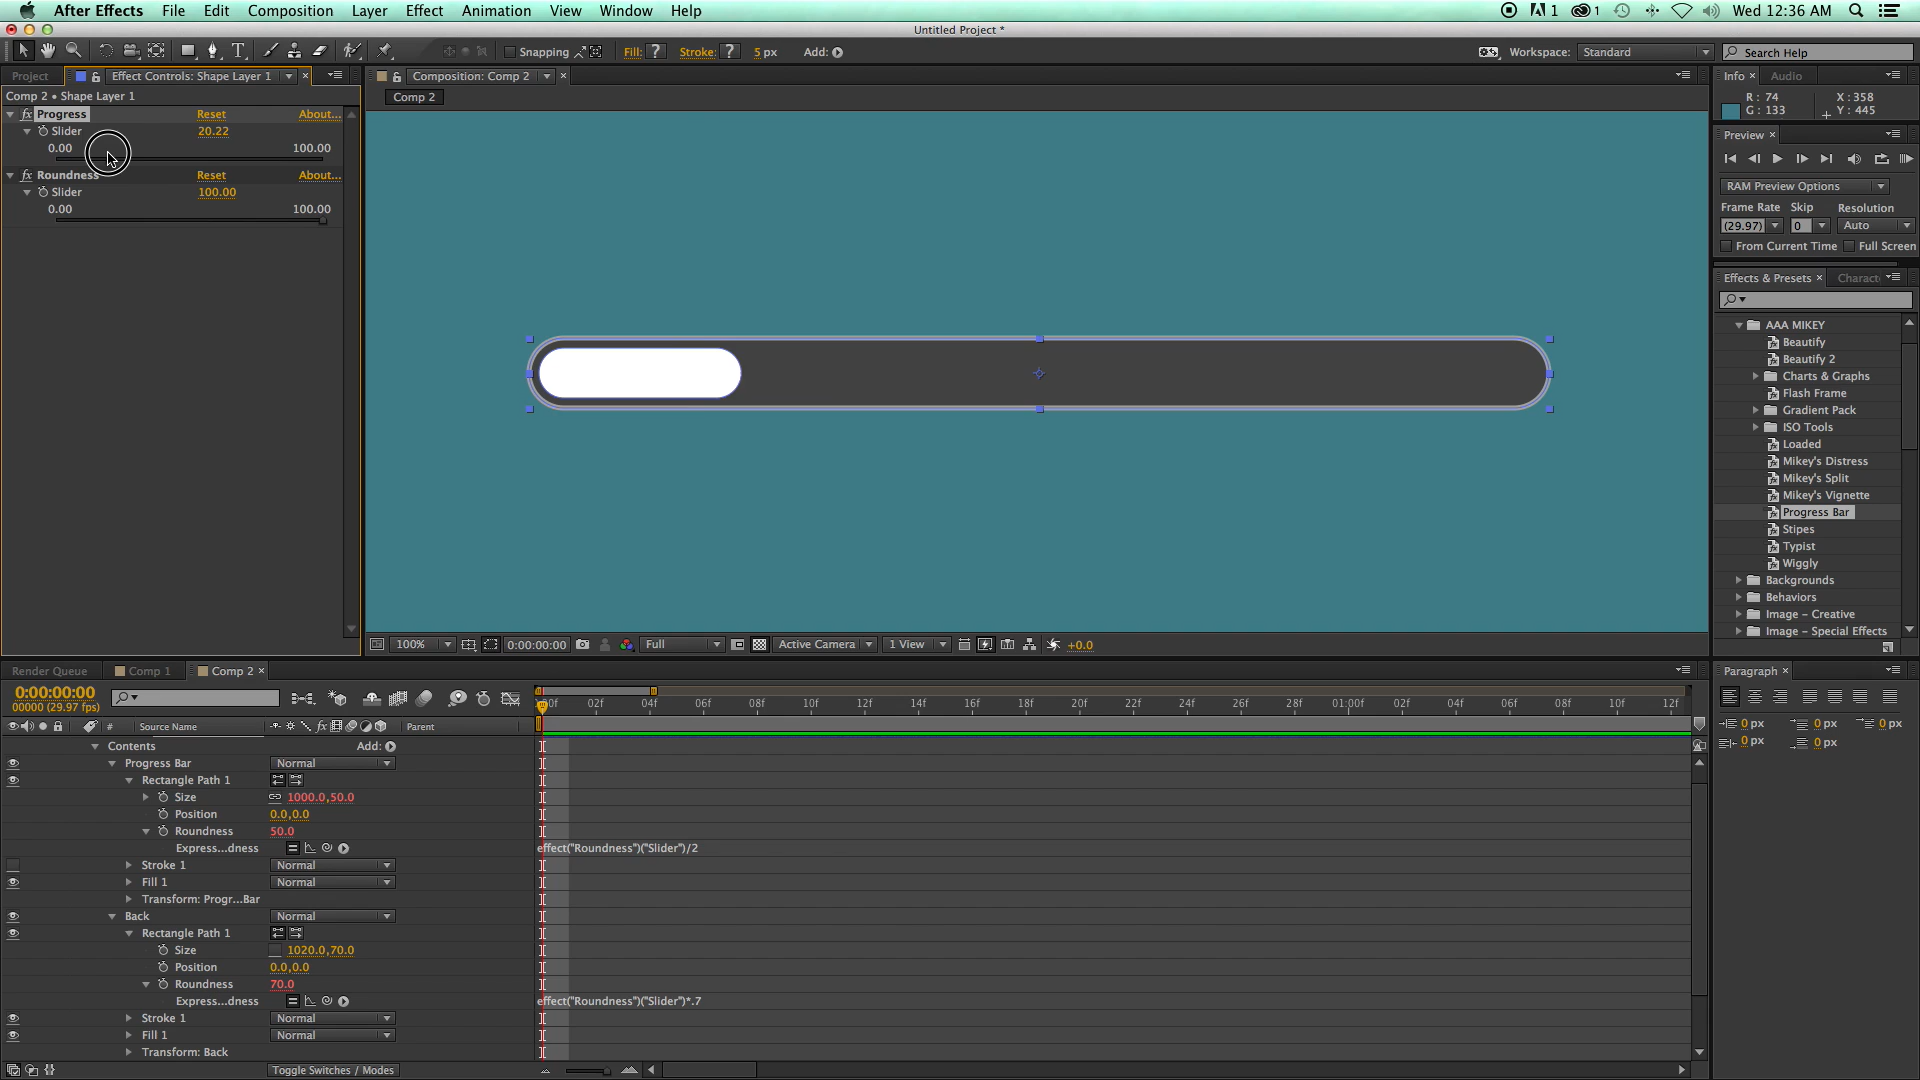 After Effects File Edit Composition Layer Effect Animation View Window Help 1 1 Wed 12:36 AM
Untitled Project *
T Snapping Fill: ? Stroke: ? 5 px Add: Workspace: Standard Search Help
Project Effect Controls: Shape Layer 1 × Composition: Comp 2 × Info × Audio
Comp 2 • Shape Layer 1 Comp 2
R : 74 X : 358
G : 133 Y : 445
fx Progress Reset About...
Slider 20.22
0.00 100.00
fx Roundness Reset About...
Slider 100.00
0.00 100.00
Preview ×
RAM Preview Options
Frame Rate Skip Resolution
(29.97) 0 Auto
From Current Time Full Screen
Effects & Presets × Charact
AAA MIKEY
Beautify
Beautify 2
Charts & Graphs
Flash Frame
Gradient Pack
ISO Tools
Loaded
Mikey's Distress
Mikey's Split
Mikey's Vignette
Progress Bar
Stipes
Typist
Wiggly
Backgrounds
Behaviors
Image – Creative
Image – Special Effects
100% 0:00:00:00 Full Active Camera 1 View +0.0
Render Queue Comp 1 Comp 2 ×
0:00:00:00
00000 (29.97 fps)
00f 02f 04f 06f 08f 10f 12f 14f 16f 18f 20f 22f 24f 26f 28f 01:00f 02f 04f 06f 08f 10f 12f
# Source Name fx Parent
Contents Add:
Progress Bar Normal
Rectangle Path 1
Size 1000.0,50.0
Position 0.0,0.0
Roundness 50.0
Express...dness effect("Roundness")("Slider")/2
Stroke 1 Normal
Fill 1 Normal
Transform: Progr...Bar
Back Normal
Rectangle Path 1
Size 1020.0,70.0
Position 0.0,0.0
Roundness 70.0
Express...dness effect("Roundness")("Slider")*.7
Stroke 1 Normal
Fill 1 Normal
Transform: Back
Toggle Switches / Modes
Paragraph ×
0 px 0 px 0 px
0 px 0 px